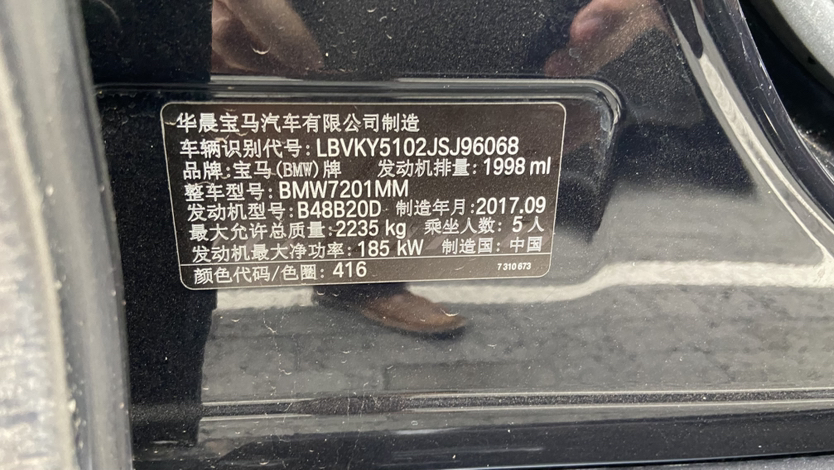 华晨宝马汽车有限公司制造
车辆识别代号: LBVKY5102JSJ96068
品牌:宝马(BMW)牌 发动机排量: 1998 ml
整车型号: BMW7201MM
发动机型号: B48B20D 制造年月:2017.09
最大允许总质量:2235 kg 乘坐人数: 5 人
发动机最大净功率: 185 kW 制造国: 中国
颜色代码/色圈: 416 7310673